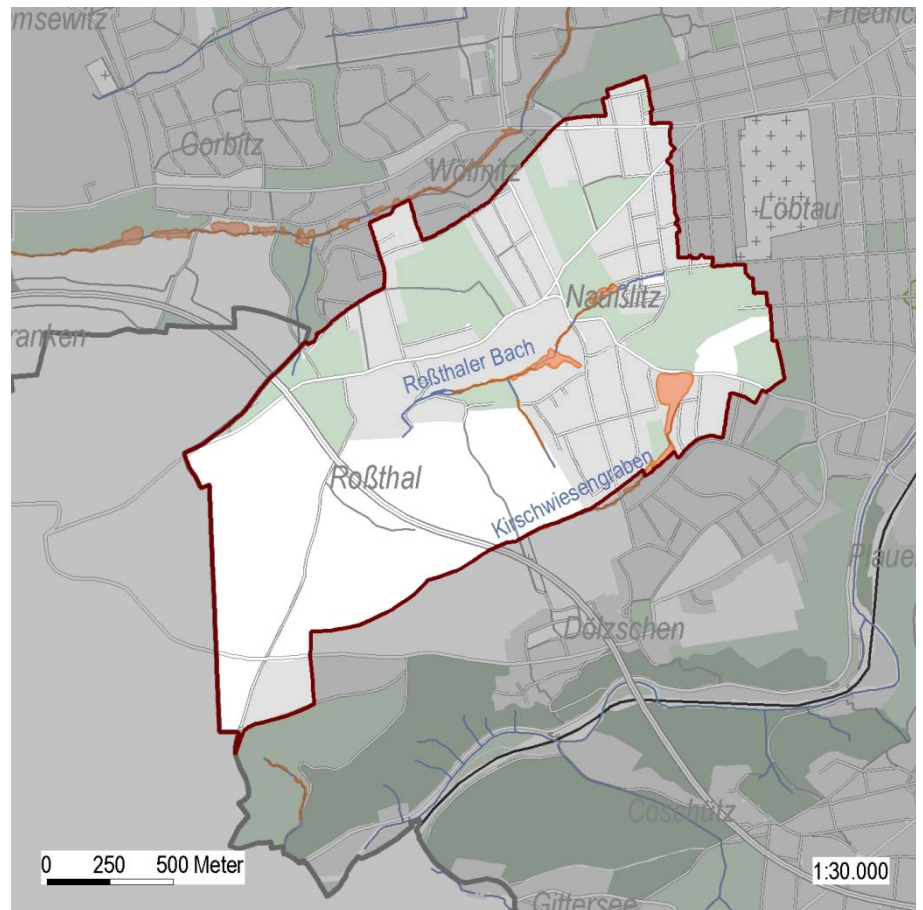 Friedric
msewitz
Gorbitz
Wölfnitz
Löbtau
Naußlitz
ranken
Roßthaler Bach
Roßthal
Kirschwiesengraben
Plauen
Dölzschen
Coschütz
0 250 500 Meter
1:30.000
Gittersee